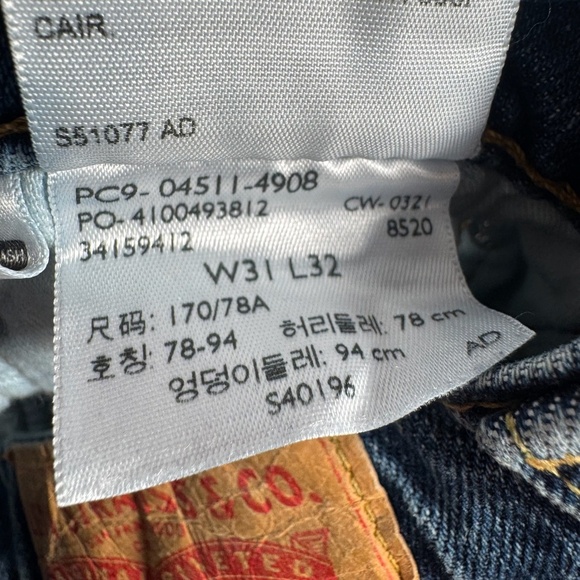 CAIR.
S51077 AD
PC9- 04511-4908
PO- 4100493812 CW- 0321
34159412 8520
W31 L32
尺码: 170/78A
호칭: 78-94 허리둘레: 78 cm
엉덩이둘레: 94 cm
S40196 AD
& CO.